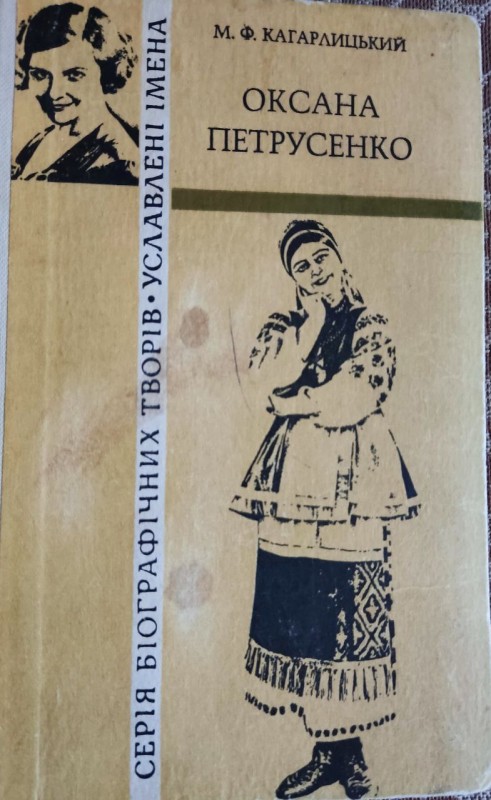 М. Ф. КАГАРЛИЦЬКИЙ
ОКСАНА
ПЕТРУСЕНКО
СЕРІЯ БІОГРАФІЧНИХ ТВОРІВ • УСЛАВЛЕНІ ІМЕНА